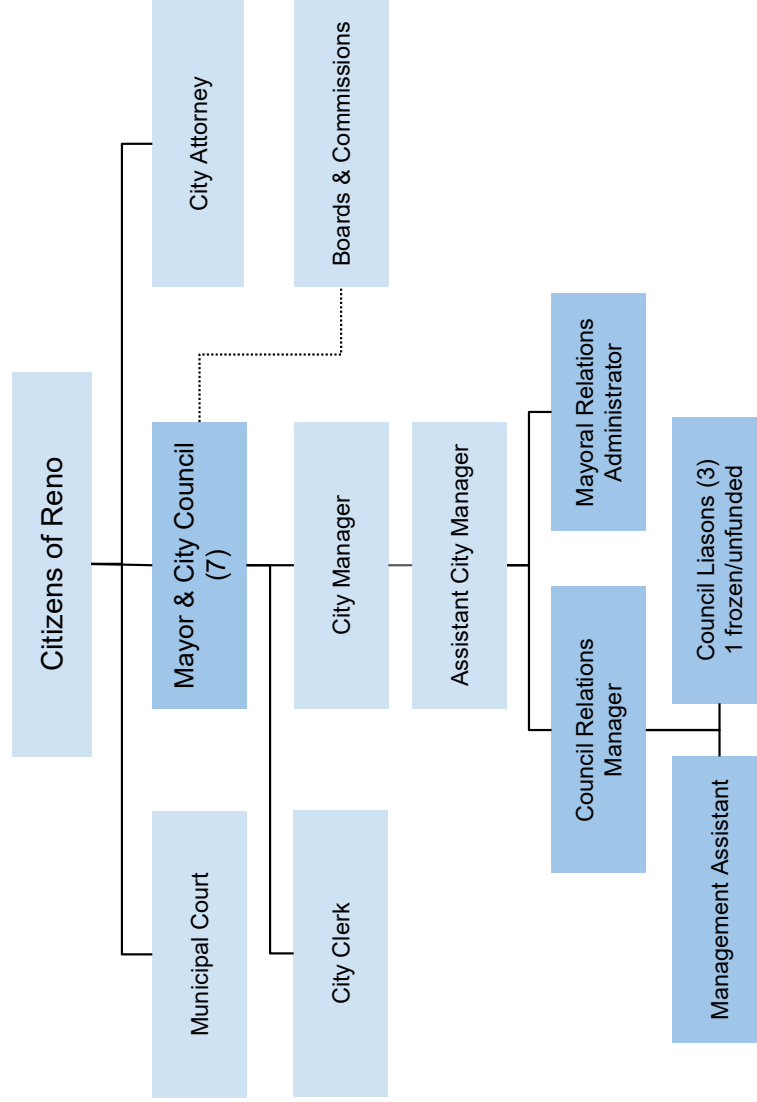 Citizens of Reno
Municipal Court
Mayor & City Council
(7)
City Attorney
City Clerk
City Manager
Boards & Commissions
Assistant City Manager
Council Relations
Manager
Mayoral Relations
Administrator
Management Assistant
Council Liasons (3)
1 frozen/unfunded